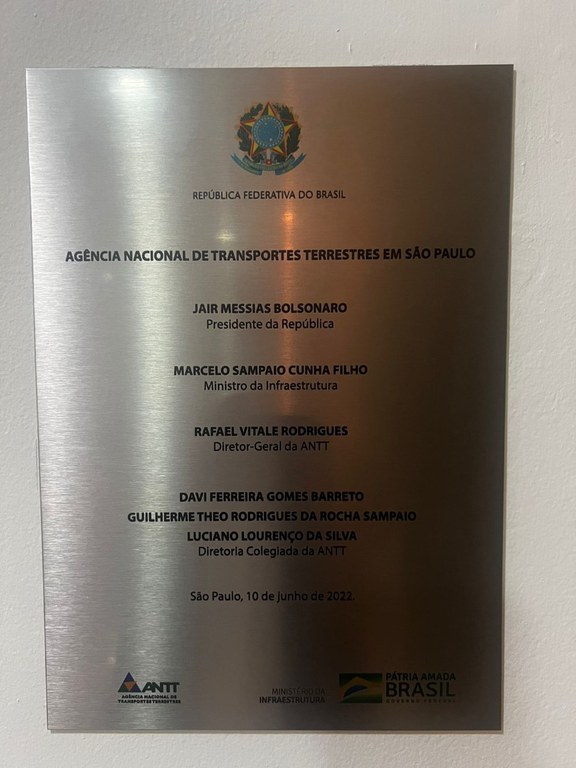 REPÚBLICA FEDERATIVA DO BRASIL
AGÊNCIA NACIONAL DE TRANSPORTES TERRESTRES EM SÃO PAULO
JAIR MESSIAS BOLSONARO
Presidente da República
MARCELO SAMPAIO CUNHA FILHO
Ministro da Infraestrutura
RAFAEL VITALE RODRIGUES
Diretor-Geral da ANTT
DAVI FERREIRA GOMES BARRETO
GUILHERME THEO RODRIGUES DA ROCHA SAMPAIO
LUCIANO LOURENÇO DA SILVA
Diretoria Colegiada da ANTT
São Paulo, 10 de junho de 2022.
ANTT
AGÊNCIA NACIONAL DE
TRANSPORTES TERRESTRES
MINISTÉRIO DA
INFRAESTRUTURA
PÁTRIA AMADA
BRASIL
GOVERNO FEDERAL